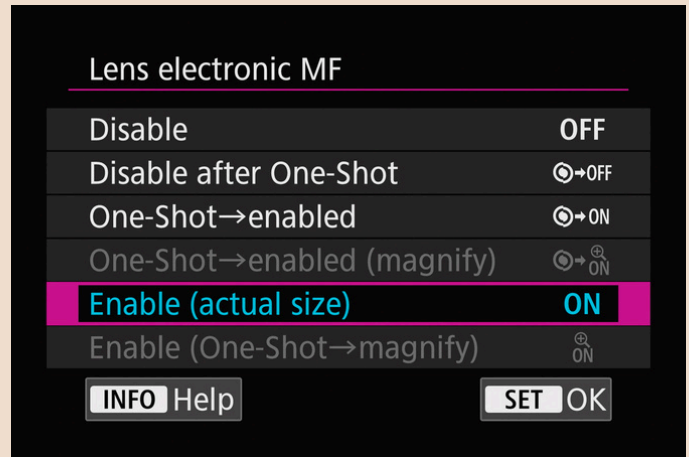 Lens electronic MF
Disable OFF
Disable after One-Shot →OFF
One-Shot→enabled →ON
One-Shot→enabled (magnify) →ON
Enable (actual size) ON
Enable (One-Shot→magnify) ON
INFO Help SET OK